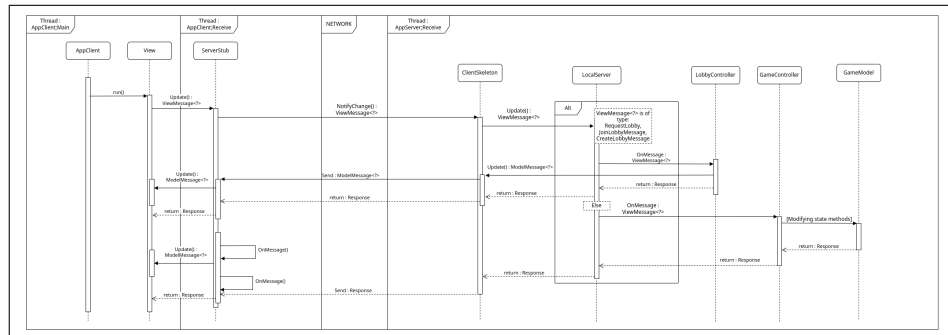 Thread :
AppClient;Main
Thread :
AppClient;Receive
NETWORK
Thread :
AppServer;Receive
AppClient
View
ServerStub
ClientSkeleton
LocalServer
LobbyController
GameController
GameModel
run()
Update() :
ViewMessage<?>
NotifyChange() :
ViewMessage<?>
Update() :
ViewMessage<?>
Alt
ViewMessage<?> is of
type:
RequestLobby,
JoinLobbyMessage,
CreateLobbyMessage
OnMessage :
ViewMessage<?>
Update() : ModelMessage<?>
Send : ModelMessage<?>
Update() :
ModelMessage<?>
return : Response
return : Response
return : Response
return : Response
Else
OnMessage :
ViewMessage<?>
[Modifying state methods]
return : Response
return : Response
return : Response
OnMessage()
Update() :
ModelMessage<?>
OnMessage()
Send : Response
return : Response